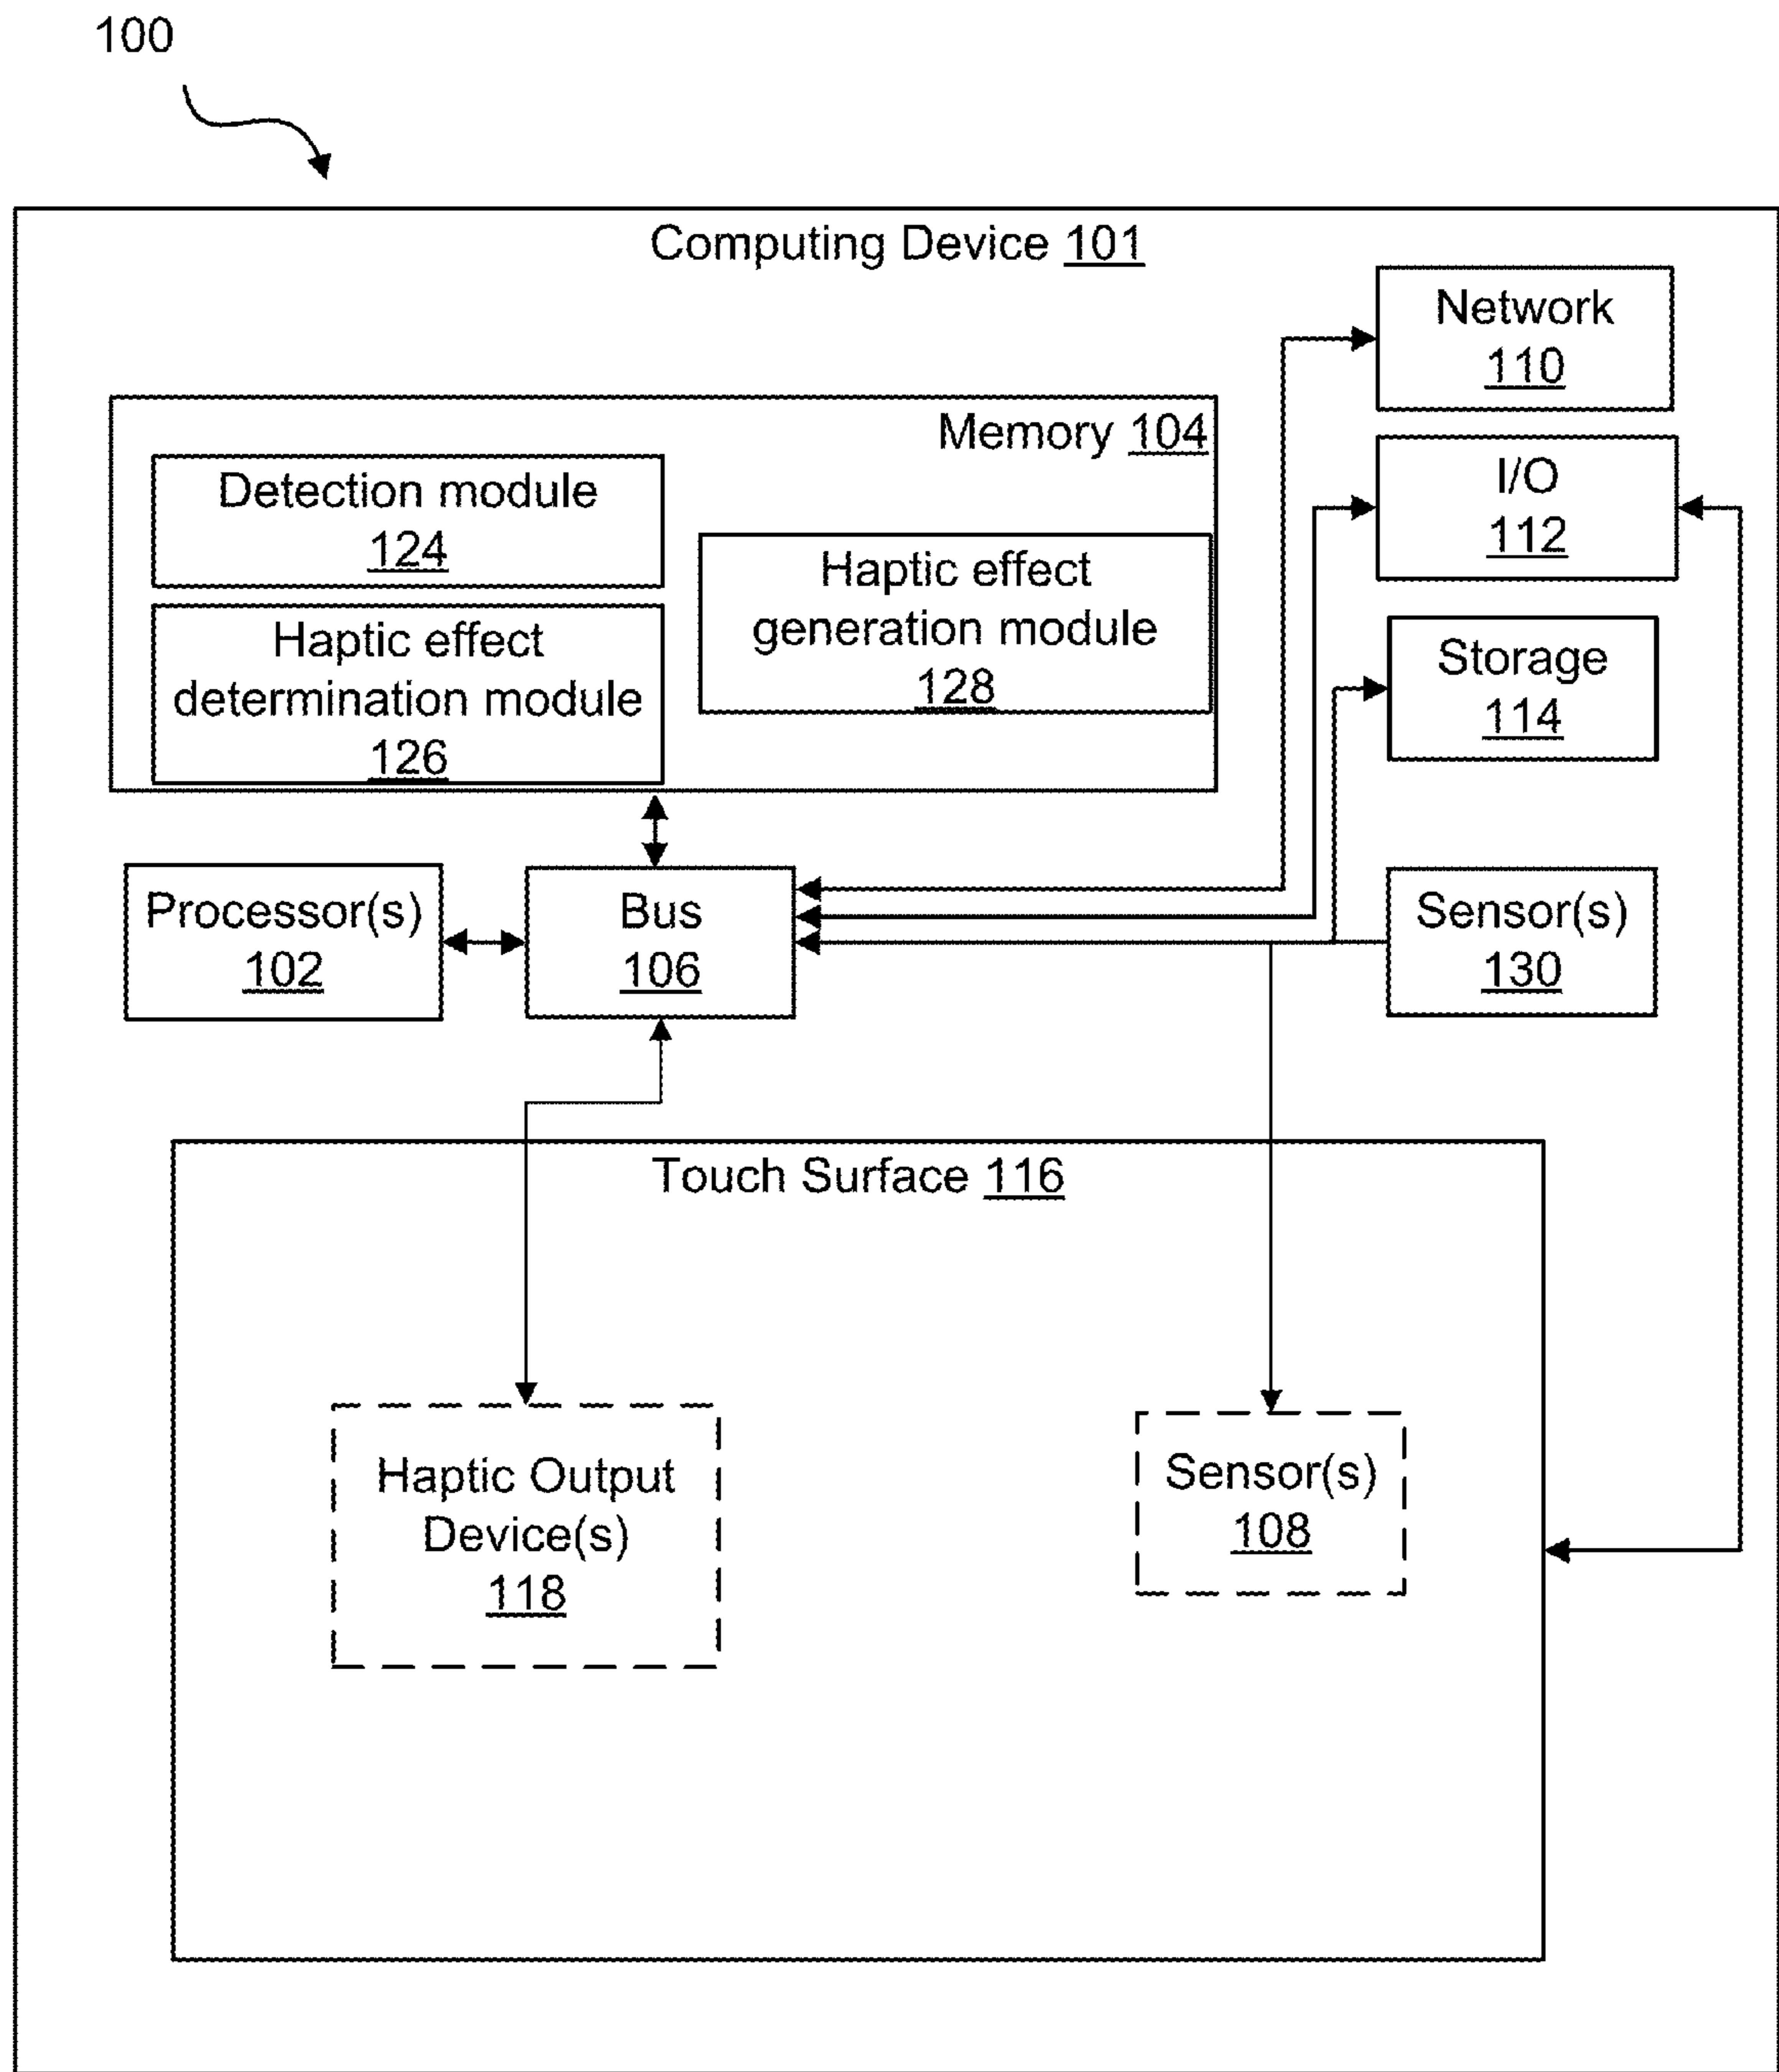 100
Computing Device 101
Network
110
Memory 104
I/O
112
Detection module
124
Haptic effect
generation module
128
Haptic effect
determination module
126
Storage
114
Processor(s)
102
Bus
106
Sensor(s)
130
Touch Surface 116
Haptic Output
Device(s)
118
Sensor(s)
108